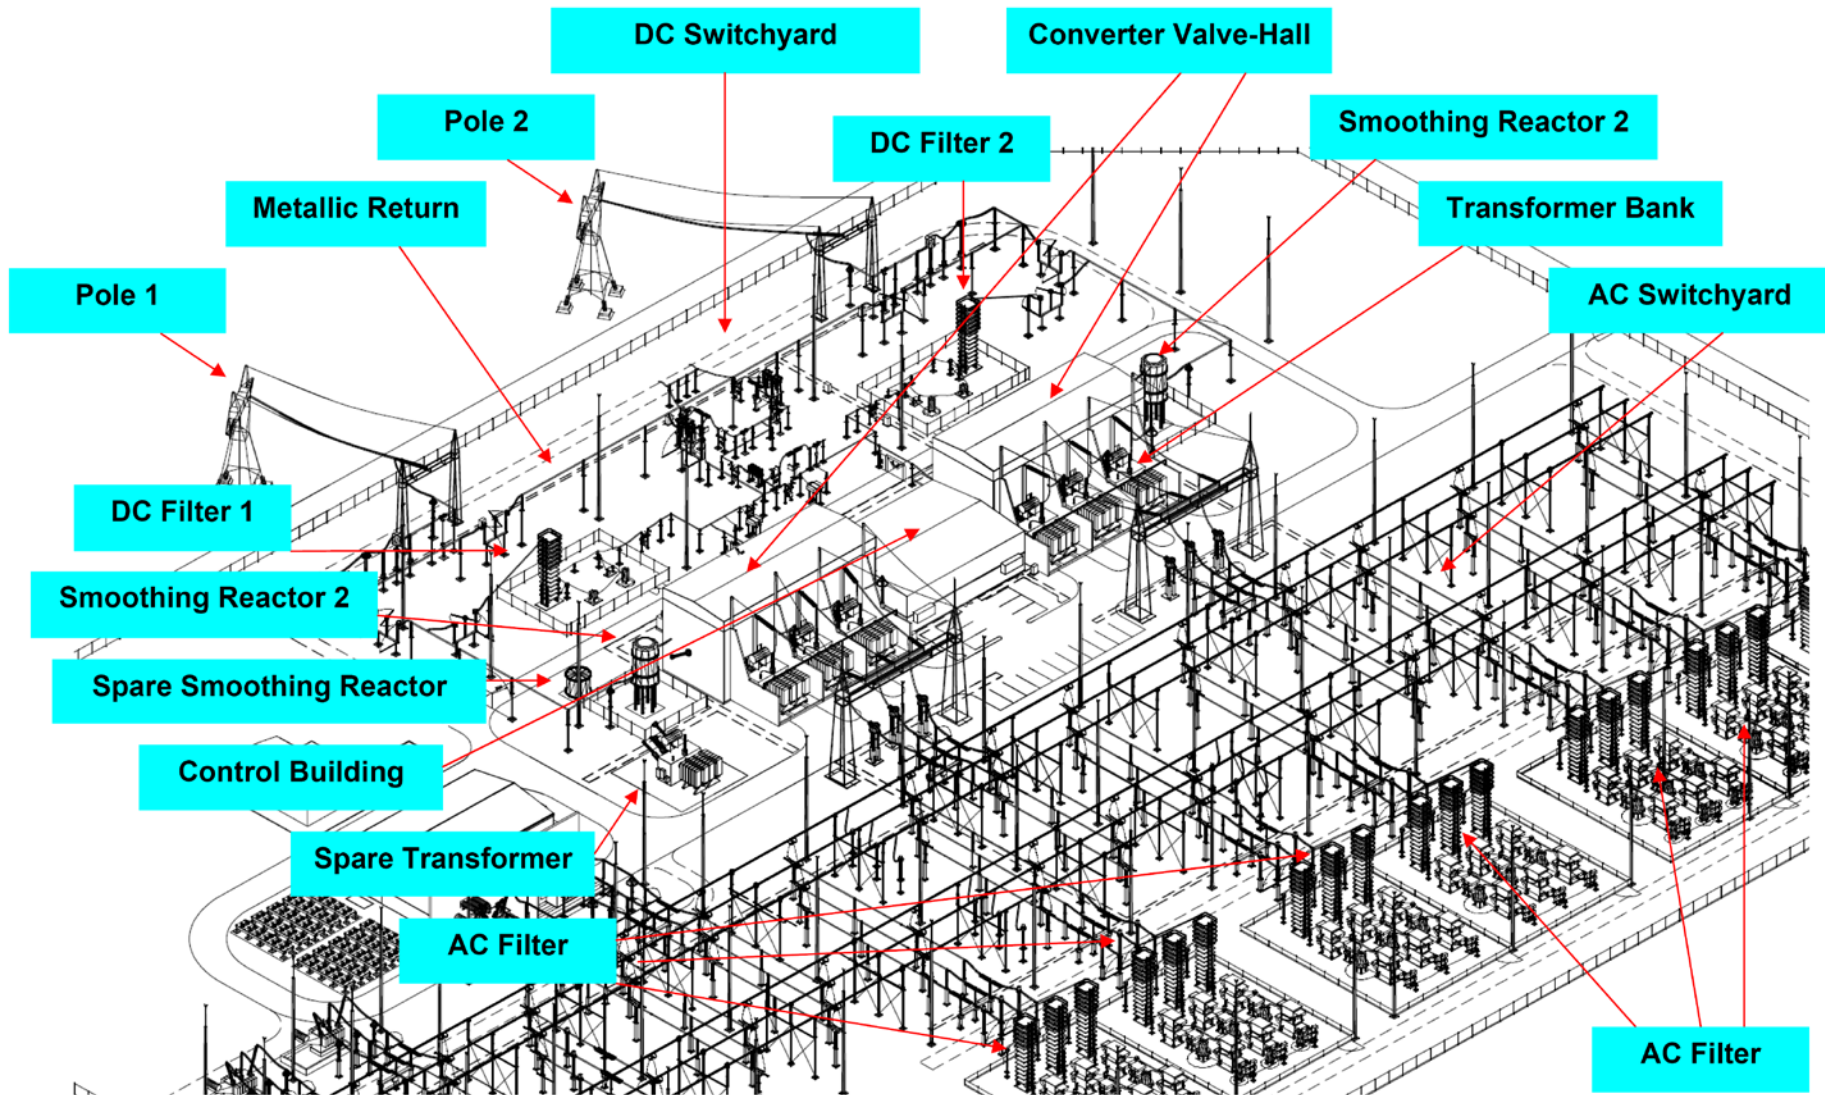 DC Switchyard
Converter Valve-Hall
Pole 2
DC Filter 2
Smoothing Reactor 2
Metallic Return
Transformer Bank
Pole 1
AC Switchyard
DC Filter 1
Smoothing Reactor 2
Spare Smoothing Reactor
Control Building
Spare Transformer
AC Filter
AC Filter